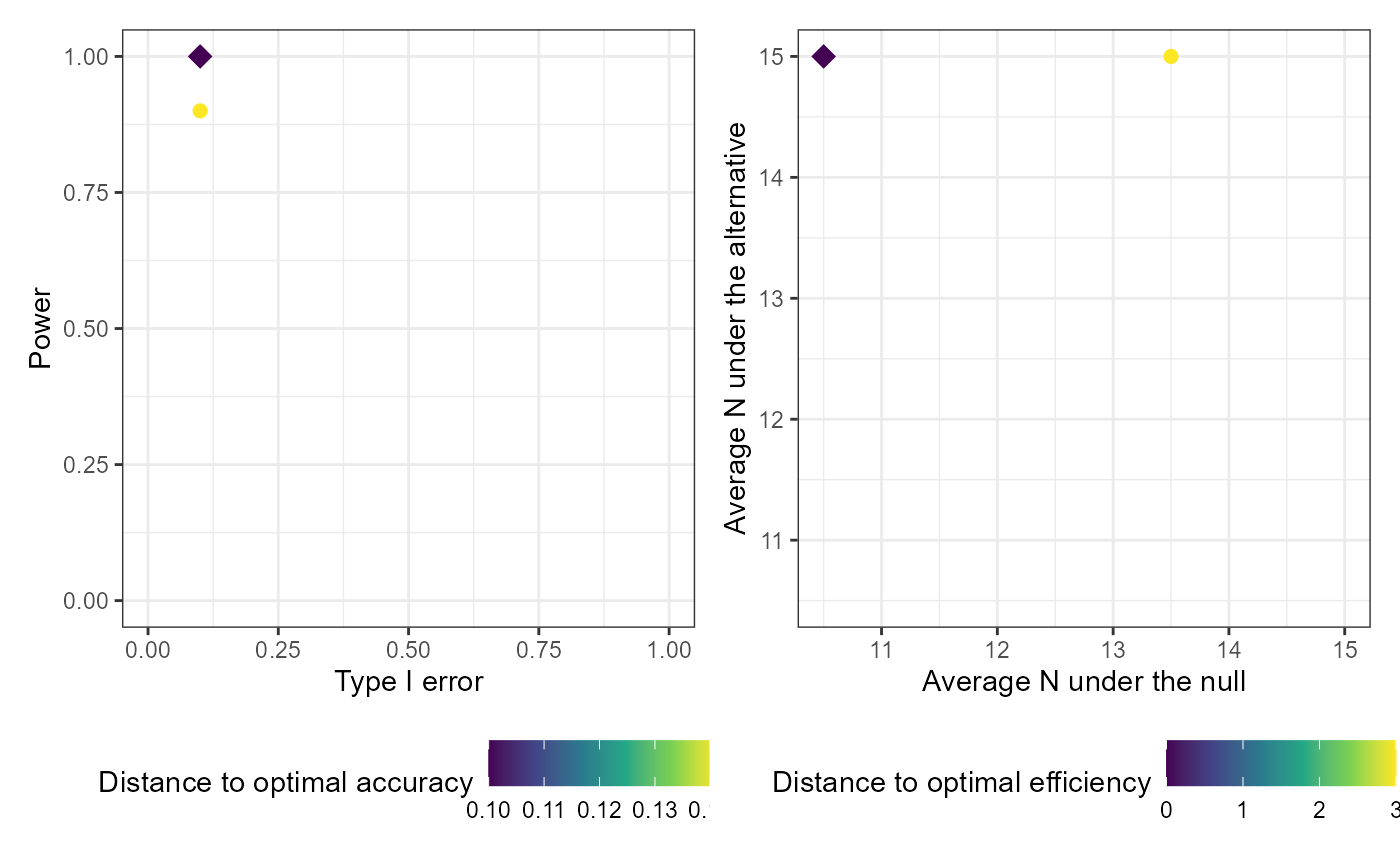 1.00
0.75
0.50
0.25
0.00
Power
0.00 0.25 0.50 0.75 1.00
Type I error
Distance to optimal accuracy
0.10 0.11 0.12 0.13 0.
15
14
13
12
11
Average N under the alternative
11 12 13 14 15
Average N under the null
Distance to optimal efficiency
0 1 2 3